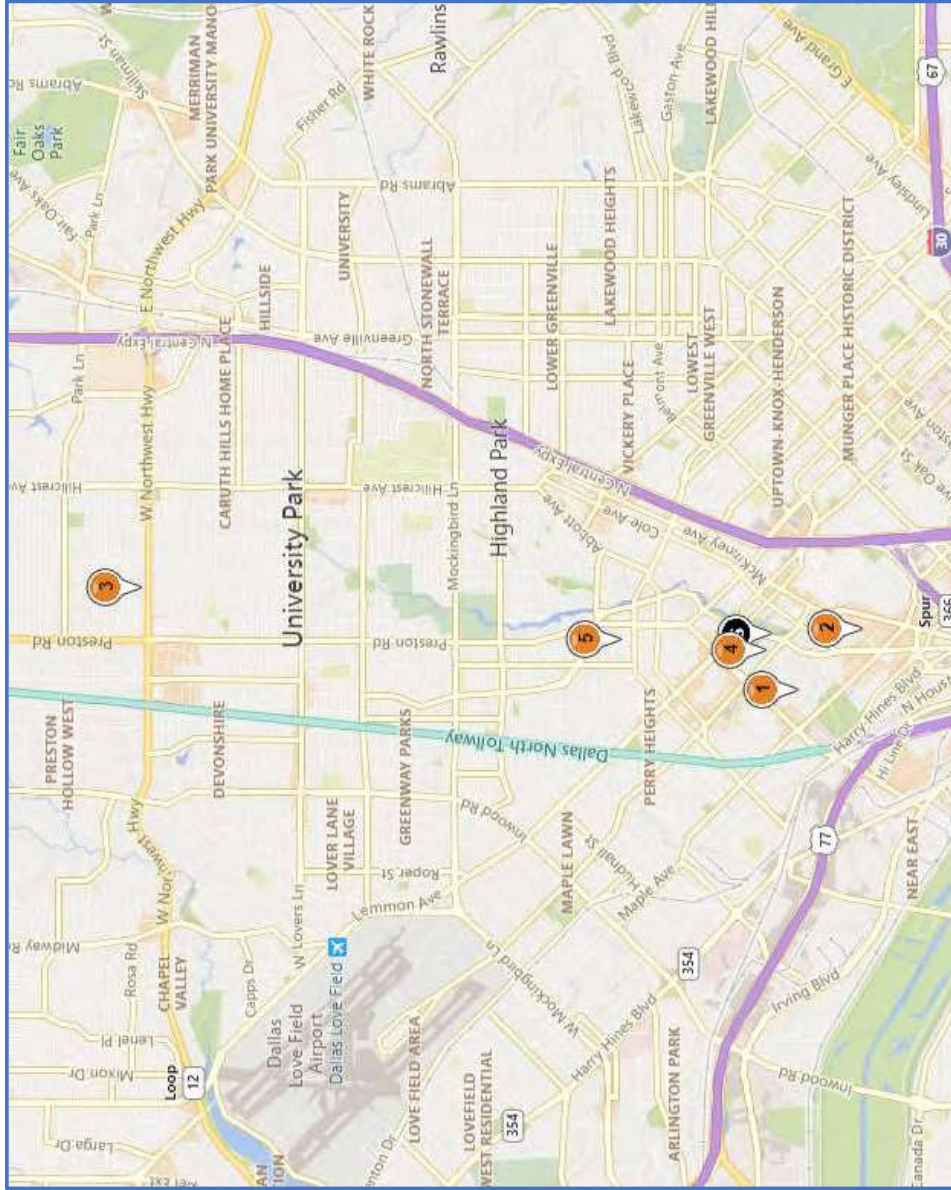 Larga Dr
Mixon Dr
Lenel Pl
Rosa Rd
Midway Rd
PRESTON
HOLLOW WEST
Preston Rd
3
Hillcrest Ave
Park Ln
Park Ln
Fair Oaks Ave
Fair
Oaks
Park
Abrams Rd
Skillman St
Loop
12
CHAPEL
VALLEY
W Northwest Hwy
W Northwest Hwy
N Central Expy
E Northwest Hwy
MERRIMAN
PARK UNIVERSITY MANO
DEVONSHIRE
CARUTH HILLS HOME PLACE
HILLSIDE
Capps Dr
W Lovers Ln
Dallas
Love Field
Airport
Dallas Love Field
University Park
Fisher Rd
LOVER LANE
VILLAGE
UNIVERSITY
WHITE ROCK
Roper St
Lemmon Ave
GREENWAY PARKS
Preston Rd
Hillcrest Ave
Greenville Ave
Abrams Rd
LOVE FIELD AREA
NORTH STONEWALL
TERRACE
Rawlins
Mockingbird Ln
Inwood Rd
LOVEFIELD
WEST RESIDENTIAL
354
W Mockingbird Ln
Highland Park
Harry Hines Blvd
MAPLE LAWN
Hudnall St
Dallas North Tollway
5
Abbott Ave
LOWER GREENVILLE
LAKEWOOD HEIGHTS
Lakewood Blvd
Maple Ave
PERRY HEIGHTS
Cole Ave
N Central Expy
VICKERY PLACE
Belmont Ave
Gaston Ave
ARLINGTON PARK
354
LOWEST
GREENVILLE WEST
LAKEWOOD HILL
McKinney Ave
4
1
2
UPTOWN-KNOX-HENDERSON
E Grand Ave
Irving Blvd
Inwood Rd
77
MUNGER PLACE HISTORIC DISTRICT
Lindsley Ave
Harry Hines Blvd
Hi Line Dr
NEAR EAST
Canada Dr
Spur
366
30
67